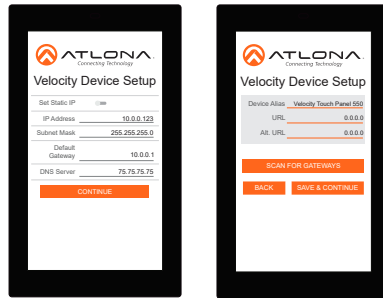 ATLONA
Connecting Technology
Velocity Device Setup
Set Static IP
IP Address 10.0.0.123
Subnet Mask 255.255.255.0
Default
Gateway 10.0.0.1
DNS Server 75.75.75.75
CONTINUE
ATLONA
Connecting Technology
Velocity Device Setup
Device Alias Velocity Touch Panel 550
URL 0.0.0.0
Alt. URL 0.0.0.0
SCAN FOR GATEWAYS
BACK SAVE & CONTINUE